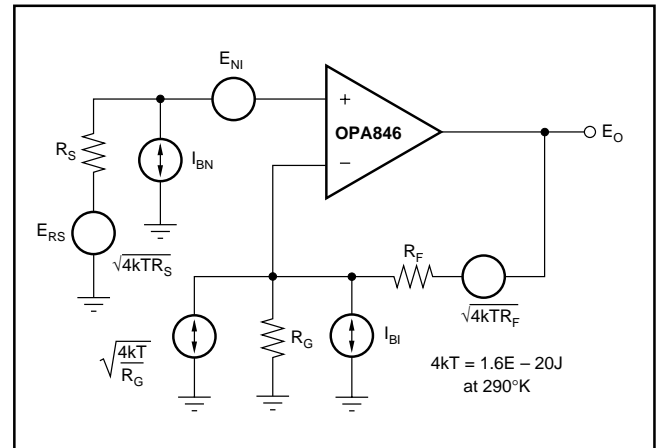 E_NI
+
OPA846
−
E_O
R_S
I_BN
E_RS
√4kTR_S
R_F
√4kTR_F
√4kT/R_G
R_G
I_BI
4kT = 1.6E – 20J
at 290°K